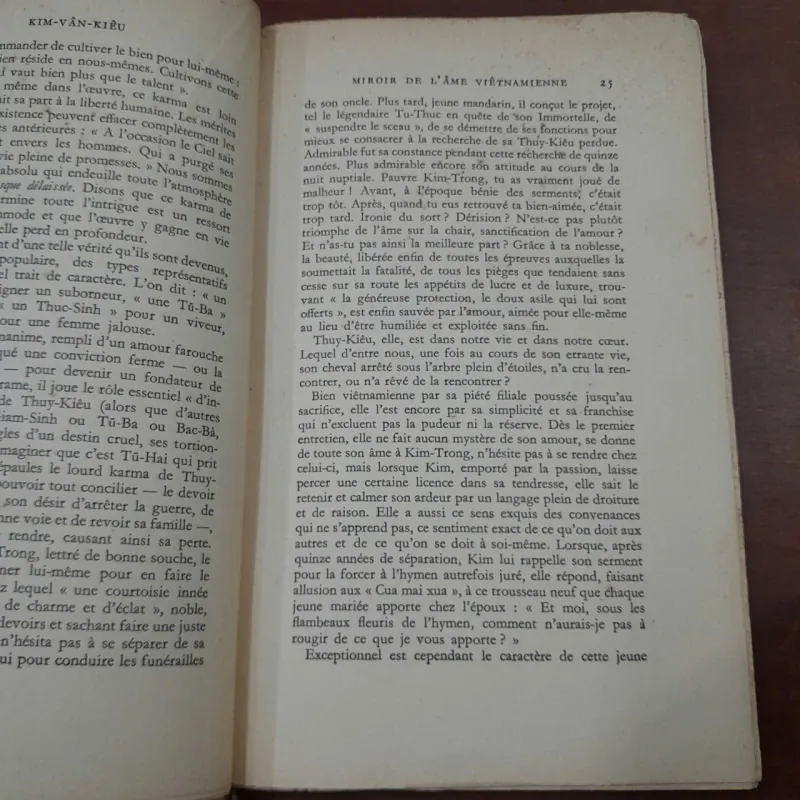 KIM-VÂN-KIÊU
mmander de cultiver le bien pour lui-même :
ien réside en nous-mêmes. Cultivons cette
vaut bien plus que le talent ».
même dans l'œuvre, ce karma est loin
it sa part à la liberté humaine. Les mérites
xistence peuvent effacer complètement les
es antérieures : « A l'occasion le Ciel sait
t envers les hommes. Qui a purgé ses
vie pleine de promesses. » Nous sommes
absolu qui endeuille toute l'atmosphère
sque délaissée. Disons que ce karma de
rmine toute l'intrigue est un ressort
mmode et que l'œuvre y gagne en vie
elle perd en profondeur.
nt d'une telle vérité qu'ils sont devenus,
populaire, des types représentatifs
el trait de caractère. L'on dit : « un
igner un suborneur, « une Tŭ-Ba »
« un Thuc-Sinh » pour un viveur,
our une femme jalouse.
nanime, rempli d'un amour farouche
qué une conviction ferme — ou la
— pour devenir un fondateur de
rame, il joue le rôle essentiel « d'in-
de Thuy-Kiêu (alors que d'autres
Giam-Sinh ou Tŭ-Ba ou Bac-Bà,
gles d'un destin cruel, ses tortion-
maginer que c'est Tŭ-Hai qui prit
épaules le lourd karma de Thuy-
pouvoir tout concilier — le devoir
son désir d'arrêter la guerre, de
nne voie et de revoir sa famille —,
rendre, causant ainsi sa perte.
Trong, lettré de bonne souche, le
ner lui-même pour en faire le
z lequel « une courtoisie innée
de charme et d'éclat », noble,
devoirs et sachant faire une juste
n'hésita pas à se séparer de sa
ui pour conduire les funérailles
MIROIR DE L'ÂME VIÊTNAMIENNE 25
de son oncle. Plus tard, jeune mandarin, il conçut le projet,
tel le légendaire Tu-Thuc en quête de son Immortelle, de
« suspendre le sceau », de se démettre de ses fonctions pour
mieux se consacrer à la recherche de sa Thuy-Kiêu perdue.
Admirable fut sa constance pendant cette recherche de quinze
années. Plus admirable encore son attitude au cours de la
nuit nuptiale. Pauvre Kim-Trong, tu as vraiment joué de
malheur ! Avant, à l'époque bénie des serments, c'était
trop tôt. Après, quand tu eus retrouvé ta bien-aimée, c'était
trop tard. Ironie du sort ? Dérision ? N'est-ce pas plutôt
triomphe de l'âme sur la chair, sanctification de l'amour ?
Et n'as-tu pas ainsi la meilleure part ? Grâce à ta noblesse,
la beauté, libérée enfin de toutes les épreuves auxquelles la
soumettait la fatalité, de tous les pièges que tendaient sans
cesse sur sa route les appétits de lucre et de luxure, trou-
vant « la généreuse protection, le doux asile qui lui sont
offerts », est enfin sauvée par l'amour, aimée pour elle-même
au lieu d'être humiliée et exploitée sans fin.
Thuy-Kiêu, elle, est dans notre vie et dans notre cœur.
Lequel d'entre nous, une fois au cours de son errante vie,
son cheval arrêté sous l'arbre plein d'étoiles, n'a cru la ren-
contrer, ou n'a rêvé de la rencontrer ?
Bien viêtnamienne par sa piété filiale poussée jusqu'au
sacrifice, elle l'est encore par sa simplicité et sa franchise
qui n'excluent pas la pudeur ni la réserve. Dès le premier
entretien, elle ne fait aucun mystère de son amour, se donne
de toute son âme à Kim-Trong, n'hésite pas à se rendre chez
celui-ci, mais lorsque Kim, emporté par la passion, laisse
percer une certaine licence dans sa tendresse, elle sait le
retenir et calmer son ardeur par un langage plein de droiture
et de raison. Elle a aussi ce sens exquis des convenances
qui ne s'apprend pas, ce sentiment exact de ce qu'on doit aux
autres et de ce qu'on se doit à soi-même. Lorsque, après
quinze années de séparation, Kim lui rappelle son serment
pour la forcer à l'hymen autrefois juré, elle répond, faisant
allusion aux « Cua mai xua », à ce trousseau neuf que chaque
jeune mariée apporte chez l'époux : « Et moi, sous les
flambeaux fleuris de l'hymen, comment n'aurais-je pas à
rougir de ce que je vous apporte ? »
Exceptionnel est cependant le caractère de cette jeune